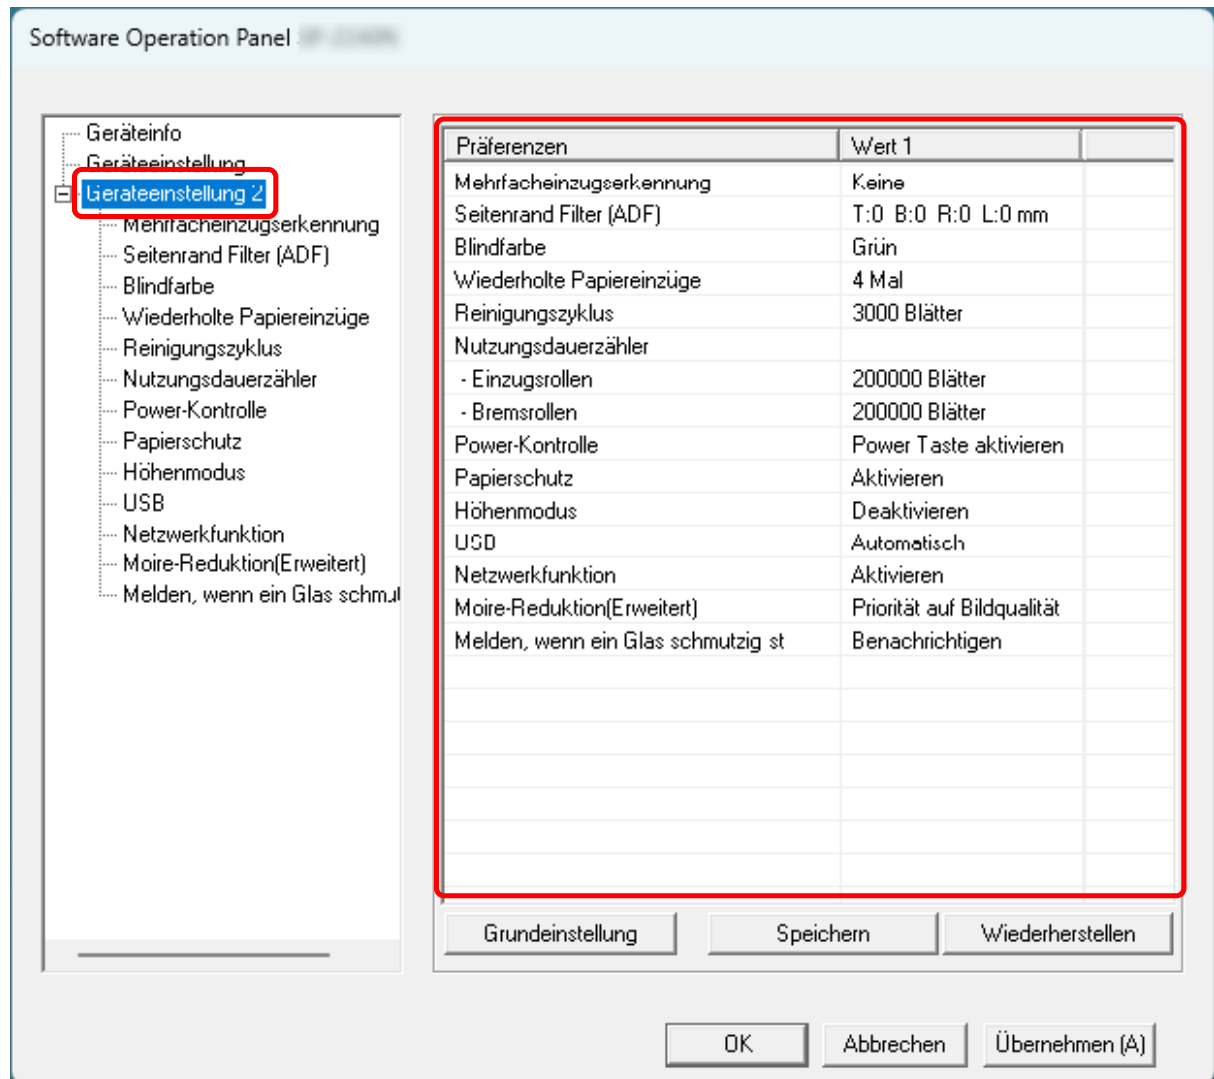 Software Operation Panel
Geräteinfo
Geräteeinstellung
Geräteeinstellung 2
Mehrfacheinzugserkennung
Seitenrand Filter (ADF)
Blindfarbe
Wiederholte Papiereinzüge
Reinigungszyklus
Nutzungsdauerzähler
Power-Kontrolle
Papierschutz
Höhenmodus
USB
Netzwerkfunktion
Moire-Reduktion(Erweitert)
Melden, wenn ein Glas schmut
Präferenzen Wert 1
Mehrfacheinzugserkennung Keine
Seitenrand Filter (ADF) T:0 B:0 R:0 L:0 mm
Blindfarbe Grün
Wiederholte Papiereinzüge 4 Mal
Reinigungszyklus 3000 Blätter
Nutzungsdauerzähler
- Einzugsrollen 200000 Blätter
- Bremsrollen 200000 Blätter
Power-Kontrolle Power Taste aktivieren
Papierschutz Aktivieren
Höhenmodus Deaktivieren
USB Automatisch
Netzwerkfunktion Aktivieren
Moire-Reduktion(Erweitert) Priorität auf Bildqualität
Melden, wenn ein Glas schmutzig st Benachrichtigen
Grundeinstellung Speichern Wiederherstellen
OK Abbrechen Übernehmen (A)